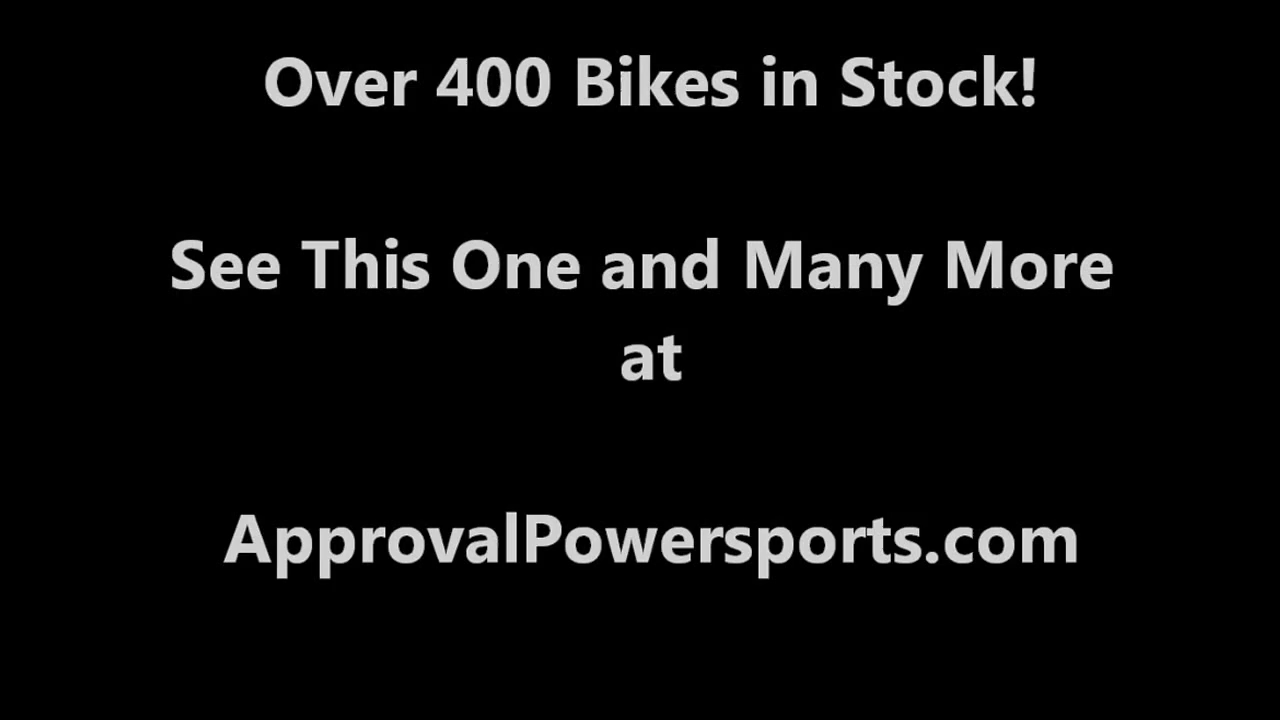 Over 400 Bikes in Stock!
See This One and Many More
at
ApprovalPowersports.com